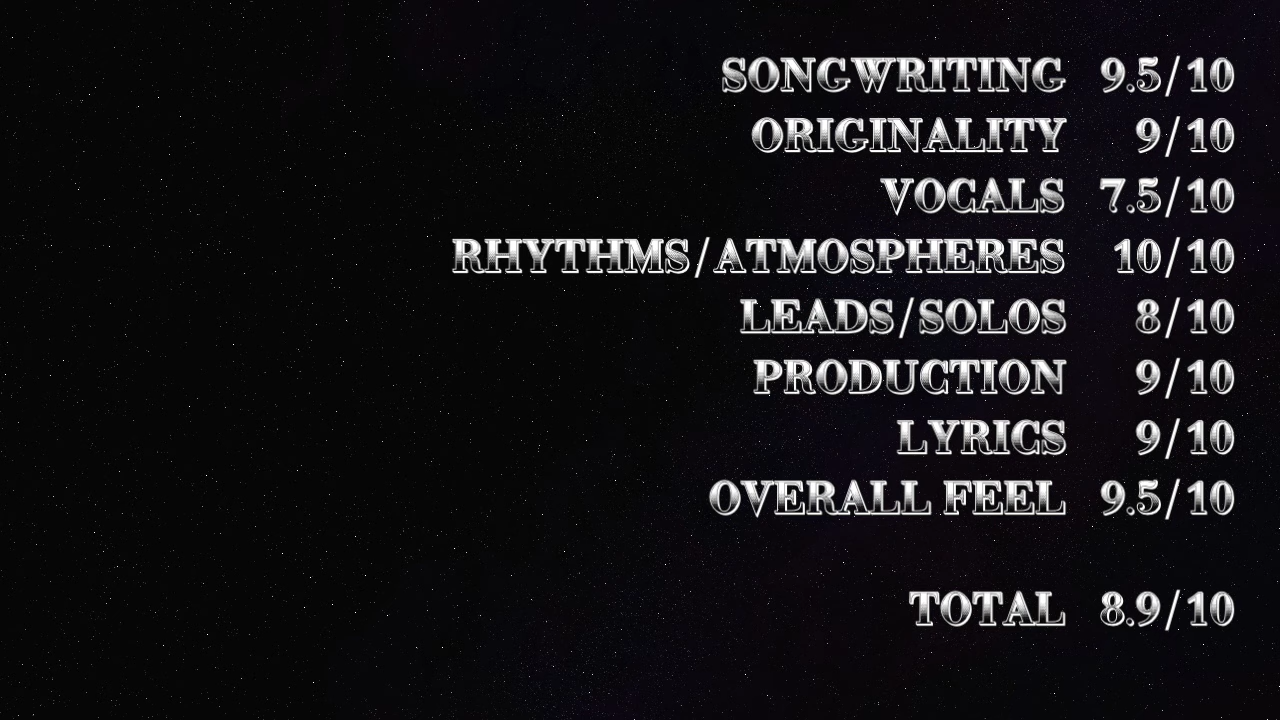 SONGWRITING 9.5/10
ORIGINALITY 9/10
VOCALS 7.5/10
RHYTHMS/ATMOSPHERES 10/10
LEADS/SOLOS 8/10
PRODUCTION 9/10
LYRICS 9/10
OVERALL FEEL 9.5/10
TOTAL 8.9/10